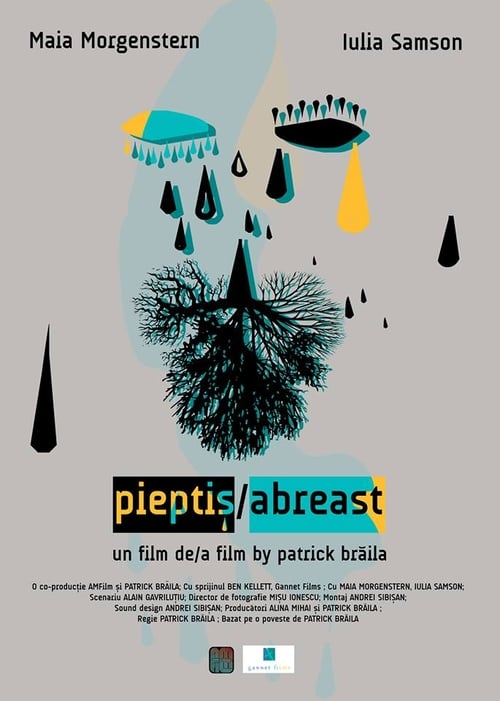 Maia Morgenstern
Iulia Samson
pieptiș/abreast
un film de/a film by patrick brăila
O co-producție AMFilm și PATRICK BRĂILA; Cu sprijinul BEN KELLETT, Gannet Films ; Cu MAIA MORGENSTERN, IULIA SAMSON;
Scenariu ALAIN GAVRILUȚIU; Director de fotografie MIȘU IONESCU; Montaj ANDREI SIBIȘAN;
Sound design ANDREI SIBIȘAN; Producători ALINA MIHAI și PATRICK BRĂILA ;
Regie PATRICK BRĂILA ; Bazat pe o poveste de PATRICK BRĂILA
gannet films